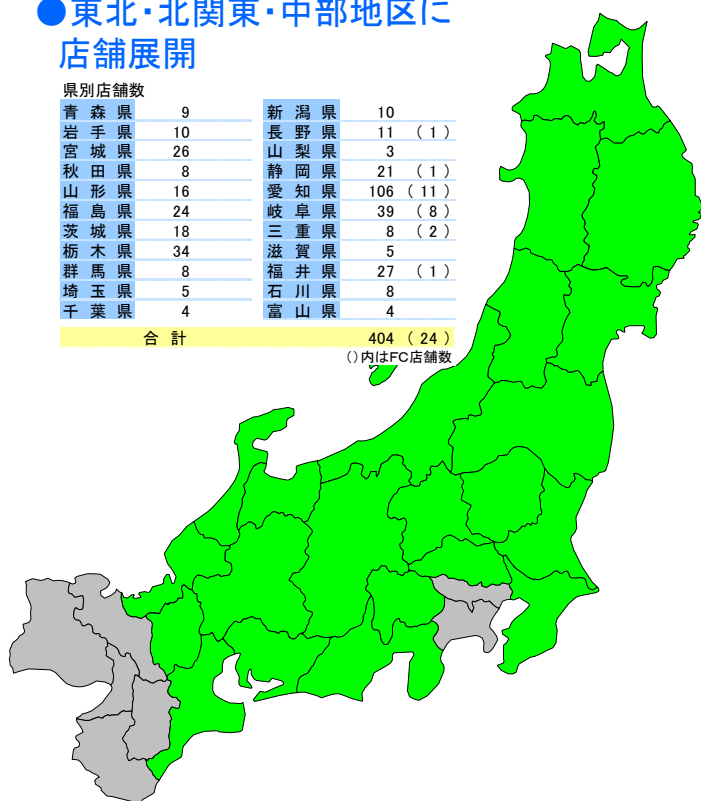 ●東北・北関東・中部地区に
店舗展開
県別店舗数
青森県 9 新潟県 10
岩手県 10 長野県 11 (1)
宮城県 26 山梨県 3
秋田県 8 静岡県 21 (1)
山形県 16 愛知県 106 (11)
福島県 24 岐阜県 39 (8)
茨城県 18 三重県 8 (2)
栃木県 34 滋賀県 5
群馬県 8 福井県 27 (1)
埼玉県 5 石川県 8
千葉県 4 富山県 4
合計 404 (24)
()内はFC店舗数